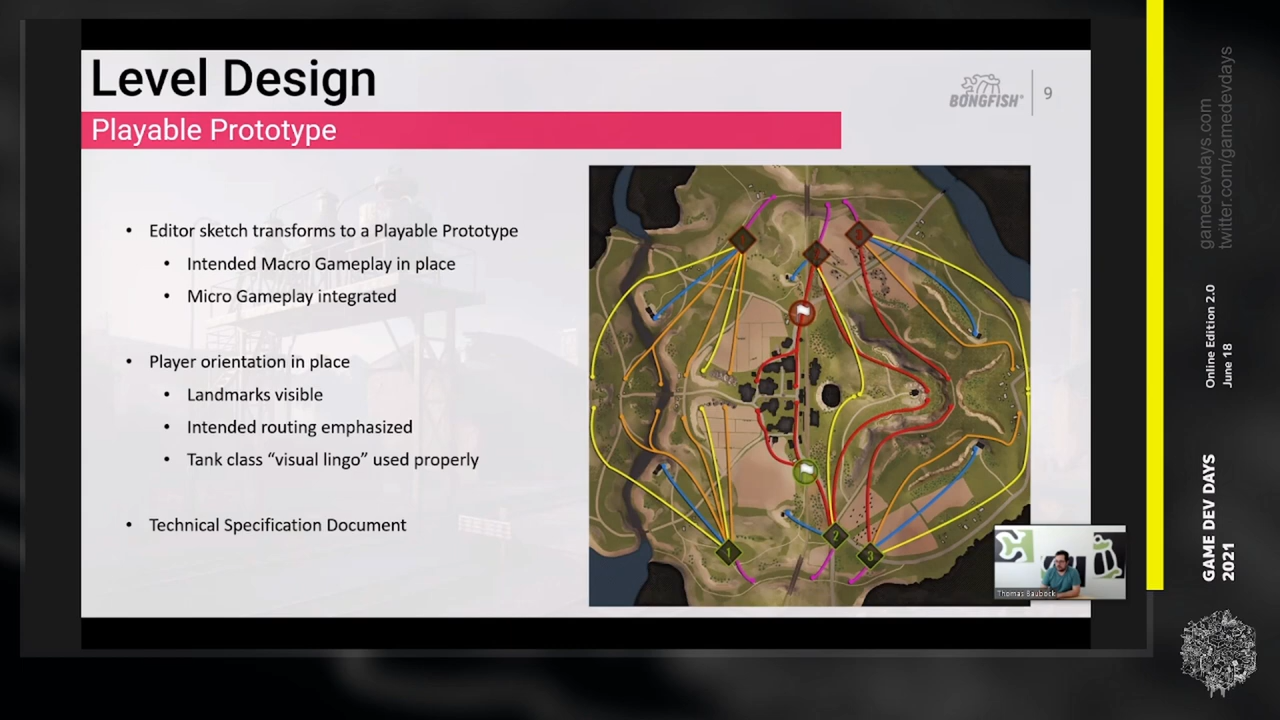 Level Design
BONGFISH®
9
Playable Prototype
• Editor sketch transforms to a Playable Prototype
• Intended Macro Gameplay in place
• Micro Gameplay integrated
• Player orientation in place
• Landmarks visible
• Intended routing emphasized
• Tank class “visual lingo” used properly
• Technical Specification Document
1
2
3
Thomas Bauböck
gamedevdays.com
twitter.com/gamedevdays
Online Edition 2.0
June 18
GAME DEV DAYS
2021